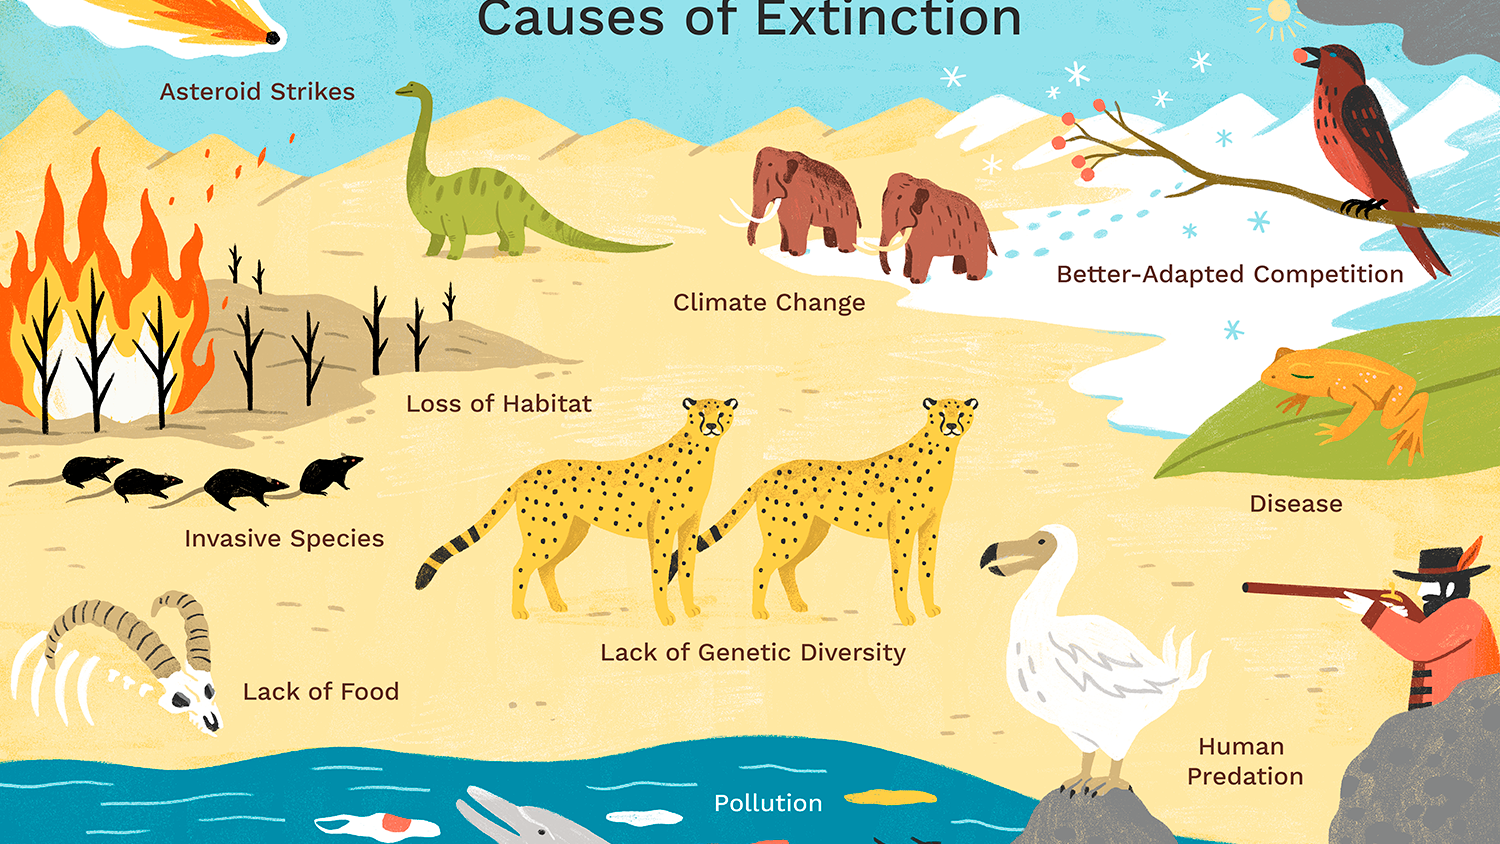 Causes of Extinction
Asteroid Strikes
Climate Change
Better-Adapted Competition
Loss of Habitat
Invasive Species
Disease
Lack of Genetic Diversity
Lack of Food
Human
Predation
Pollution